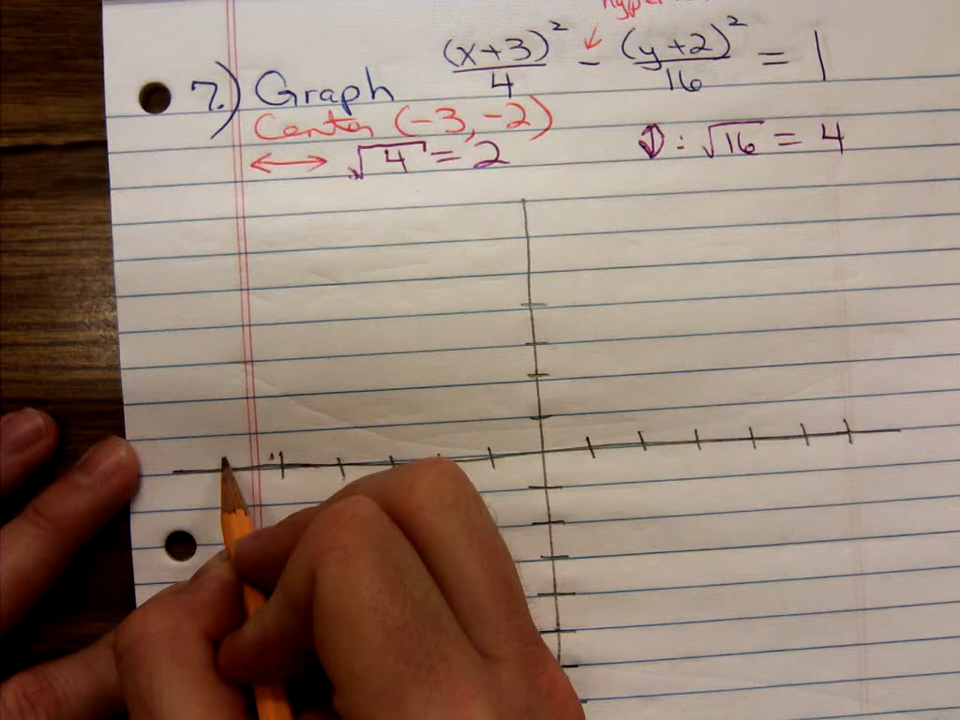 7.) Graph (x+3)²/4 - (y+2)²/16 = 1
Center (-3,-2)
↔ √4 = 2 ↕: √16 = 4